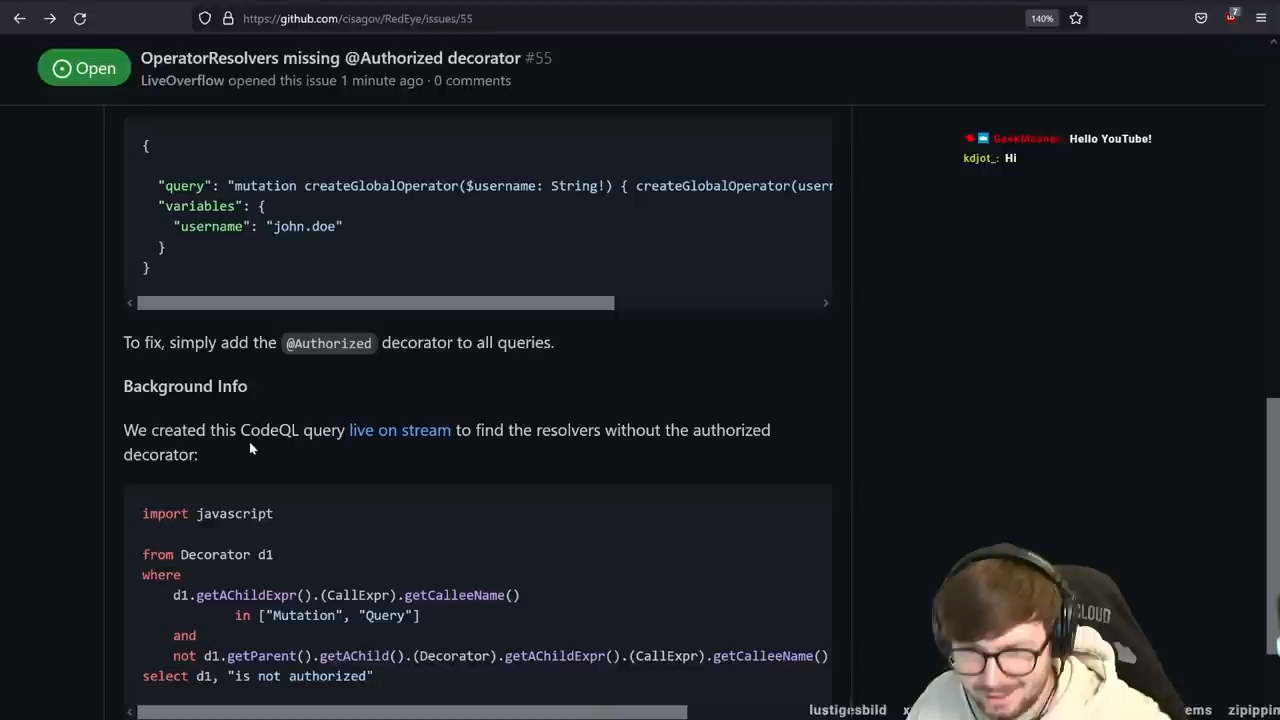 https://github.com/cisagov/RedEye/issues/55
140%
7
Open
OperatorResolvers missing @Authorized decorator #55
LiveOverflow opened this issue 1 minute ago · 0 comments
{
"query": "mutation createGlobalOperator($username: String!) { createGlobalOperator(usern
"variables": {
"username": "john.doe"
}
}
To fix, simply add the @Authorized decorator to all queries.
Background Info
We created this CodeQL query live on stream to find the resolvers without the authorized
decorator:
import javascript
from Decorator d1
where
d1.getAChildExpr().(CallExpr).getCalleeName()
in ["Mutation", "Query"]
and
not d1.getParent().getAChild().(Decorator).getAChildExpr().(CallExpr).getCalleeName()
select d1, "is not authorized"
Hello YouTube!
kdjot_: Hi
CLOUD
lustigesbild
ems zipippin